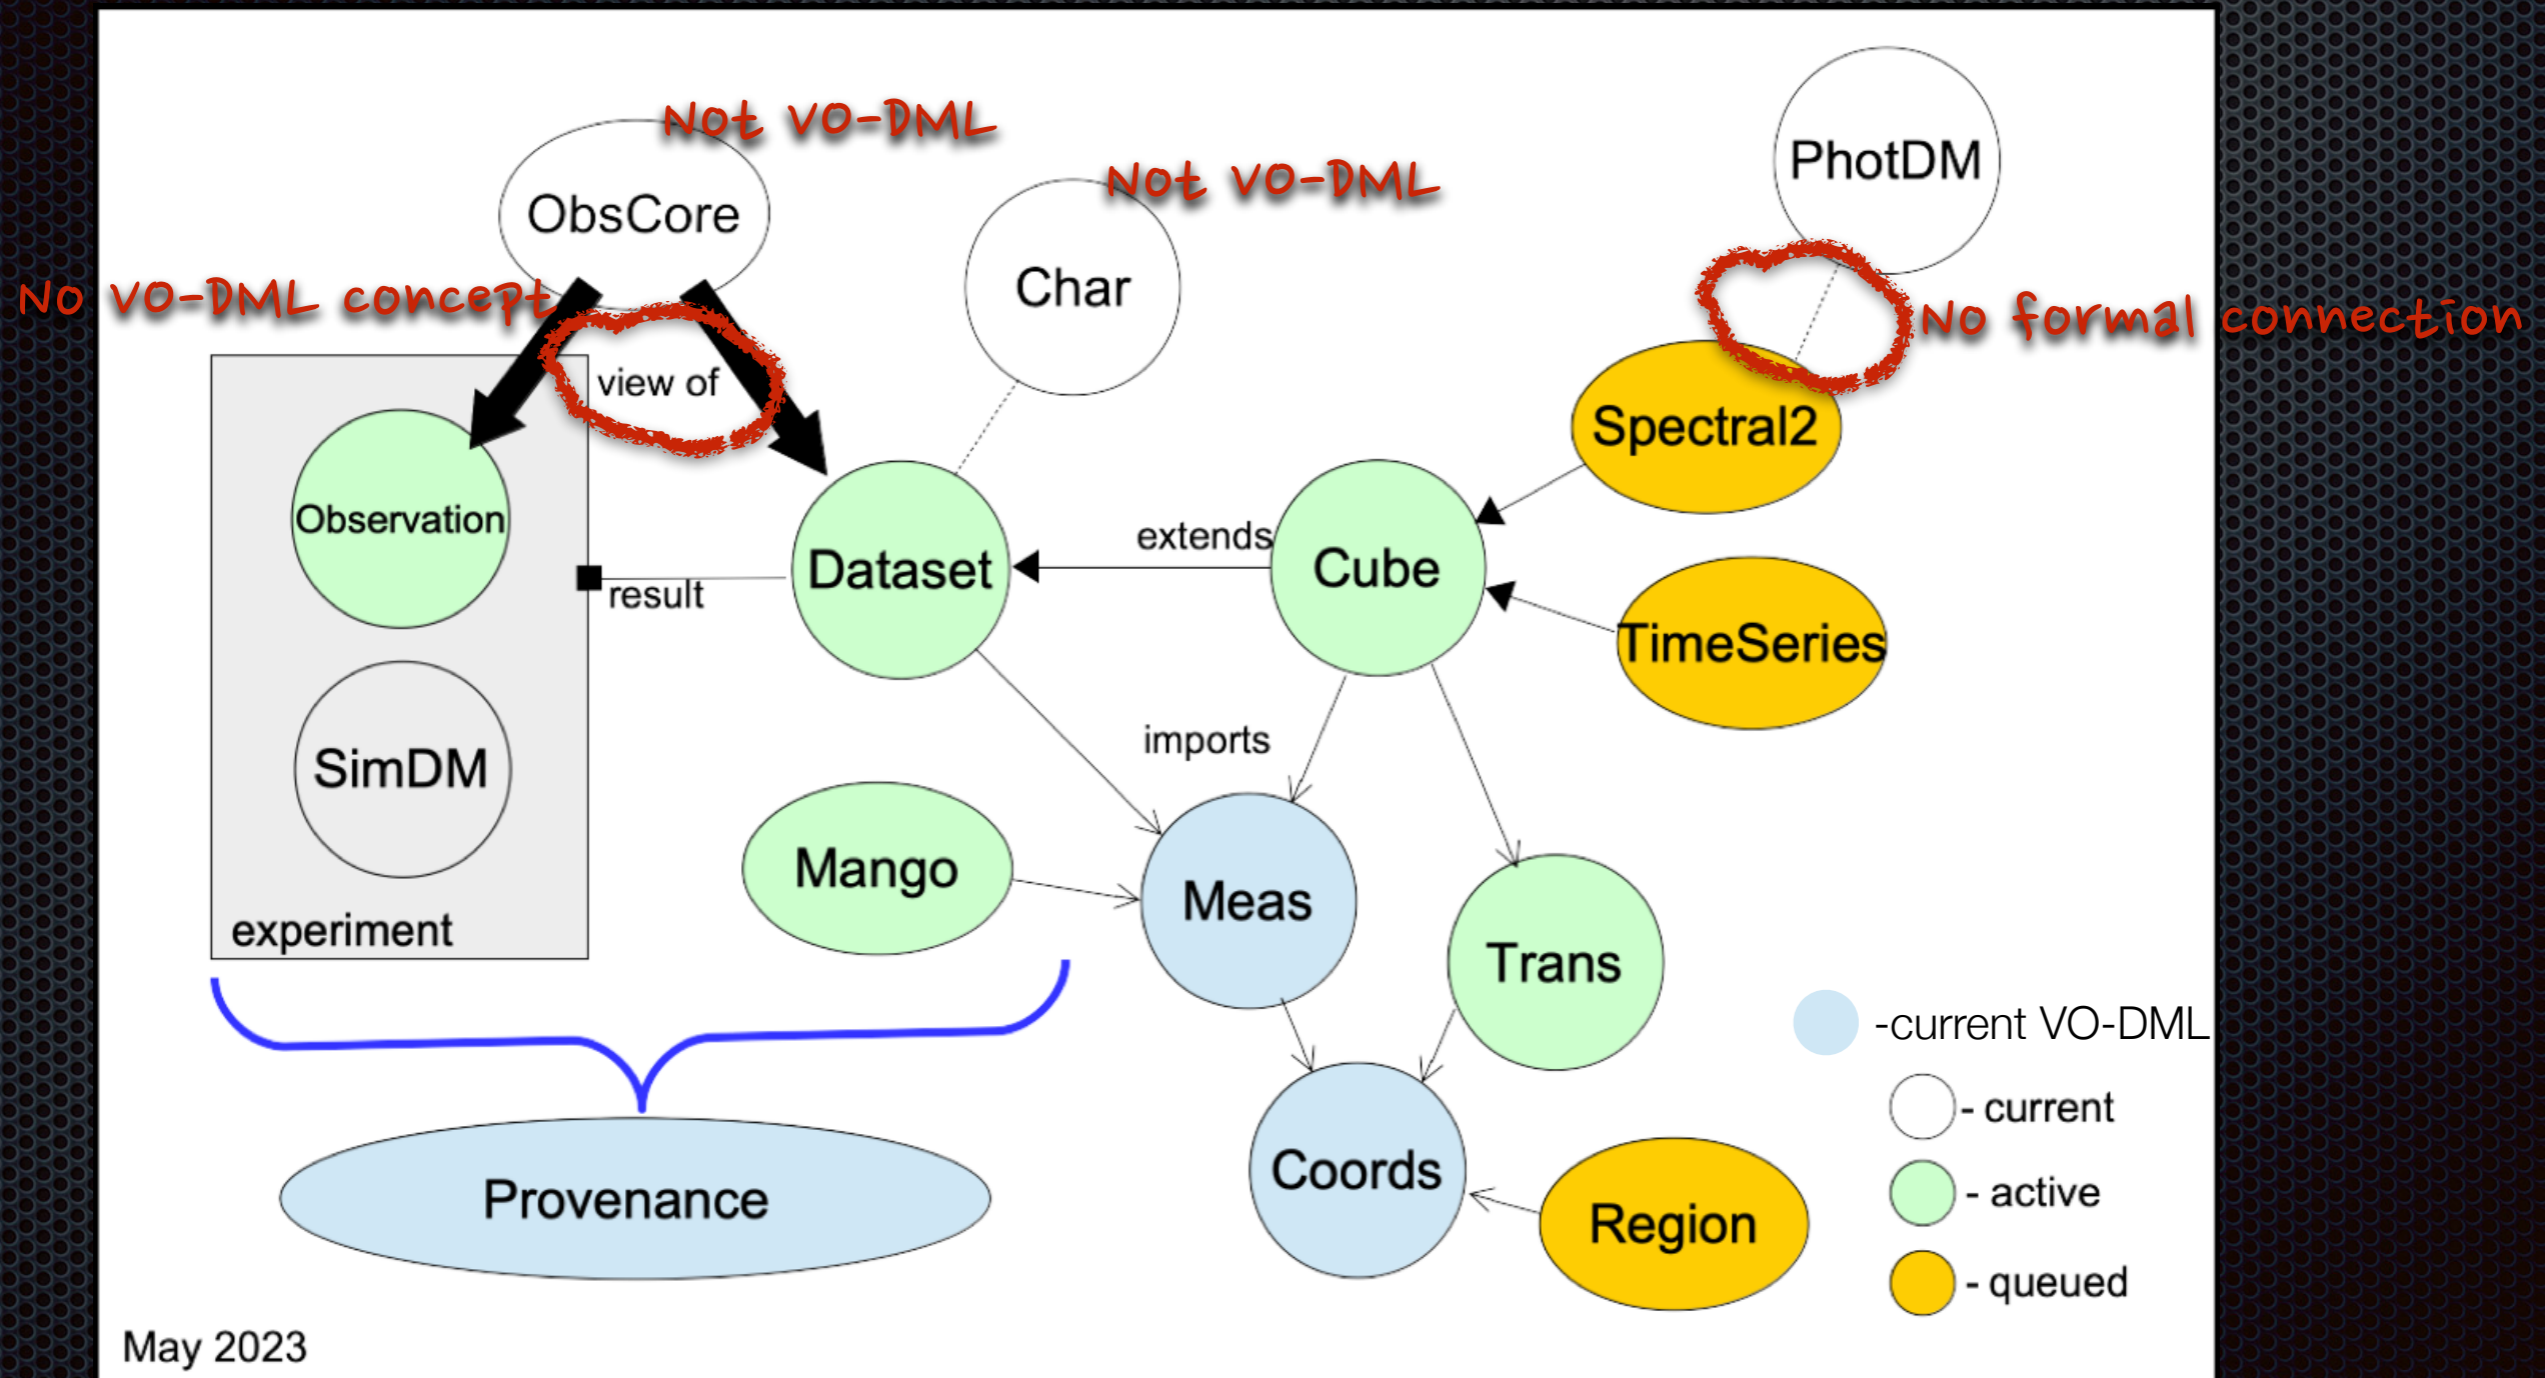 Not VO-DML
PhotDM
Not VO-DML
ObsCore
Char
No VO-DML concept
No formal connection
view of
Spectral2
Observation
extends
Dataset
Cube
result
TimeSeries
imports
SimDM
Mango
Meas
experiment
Trans
-current VO-DML
- current
Coords
Provenance
- active
Region
- queued
May 2023